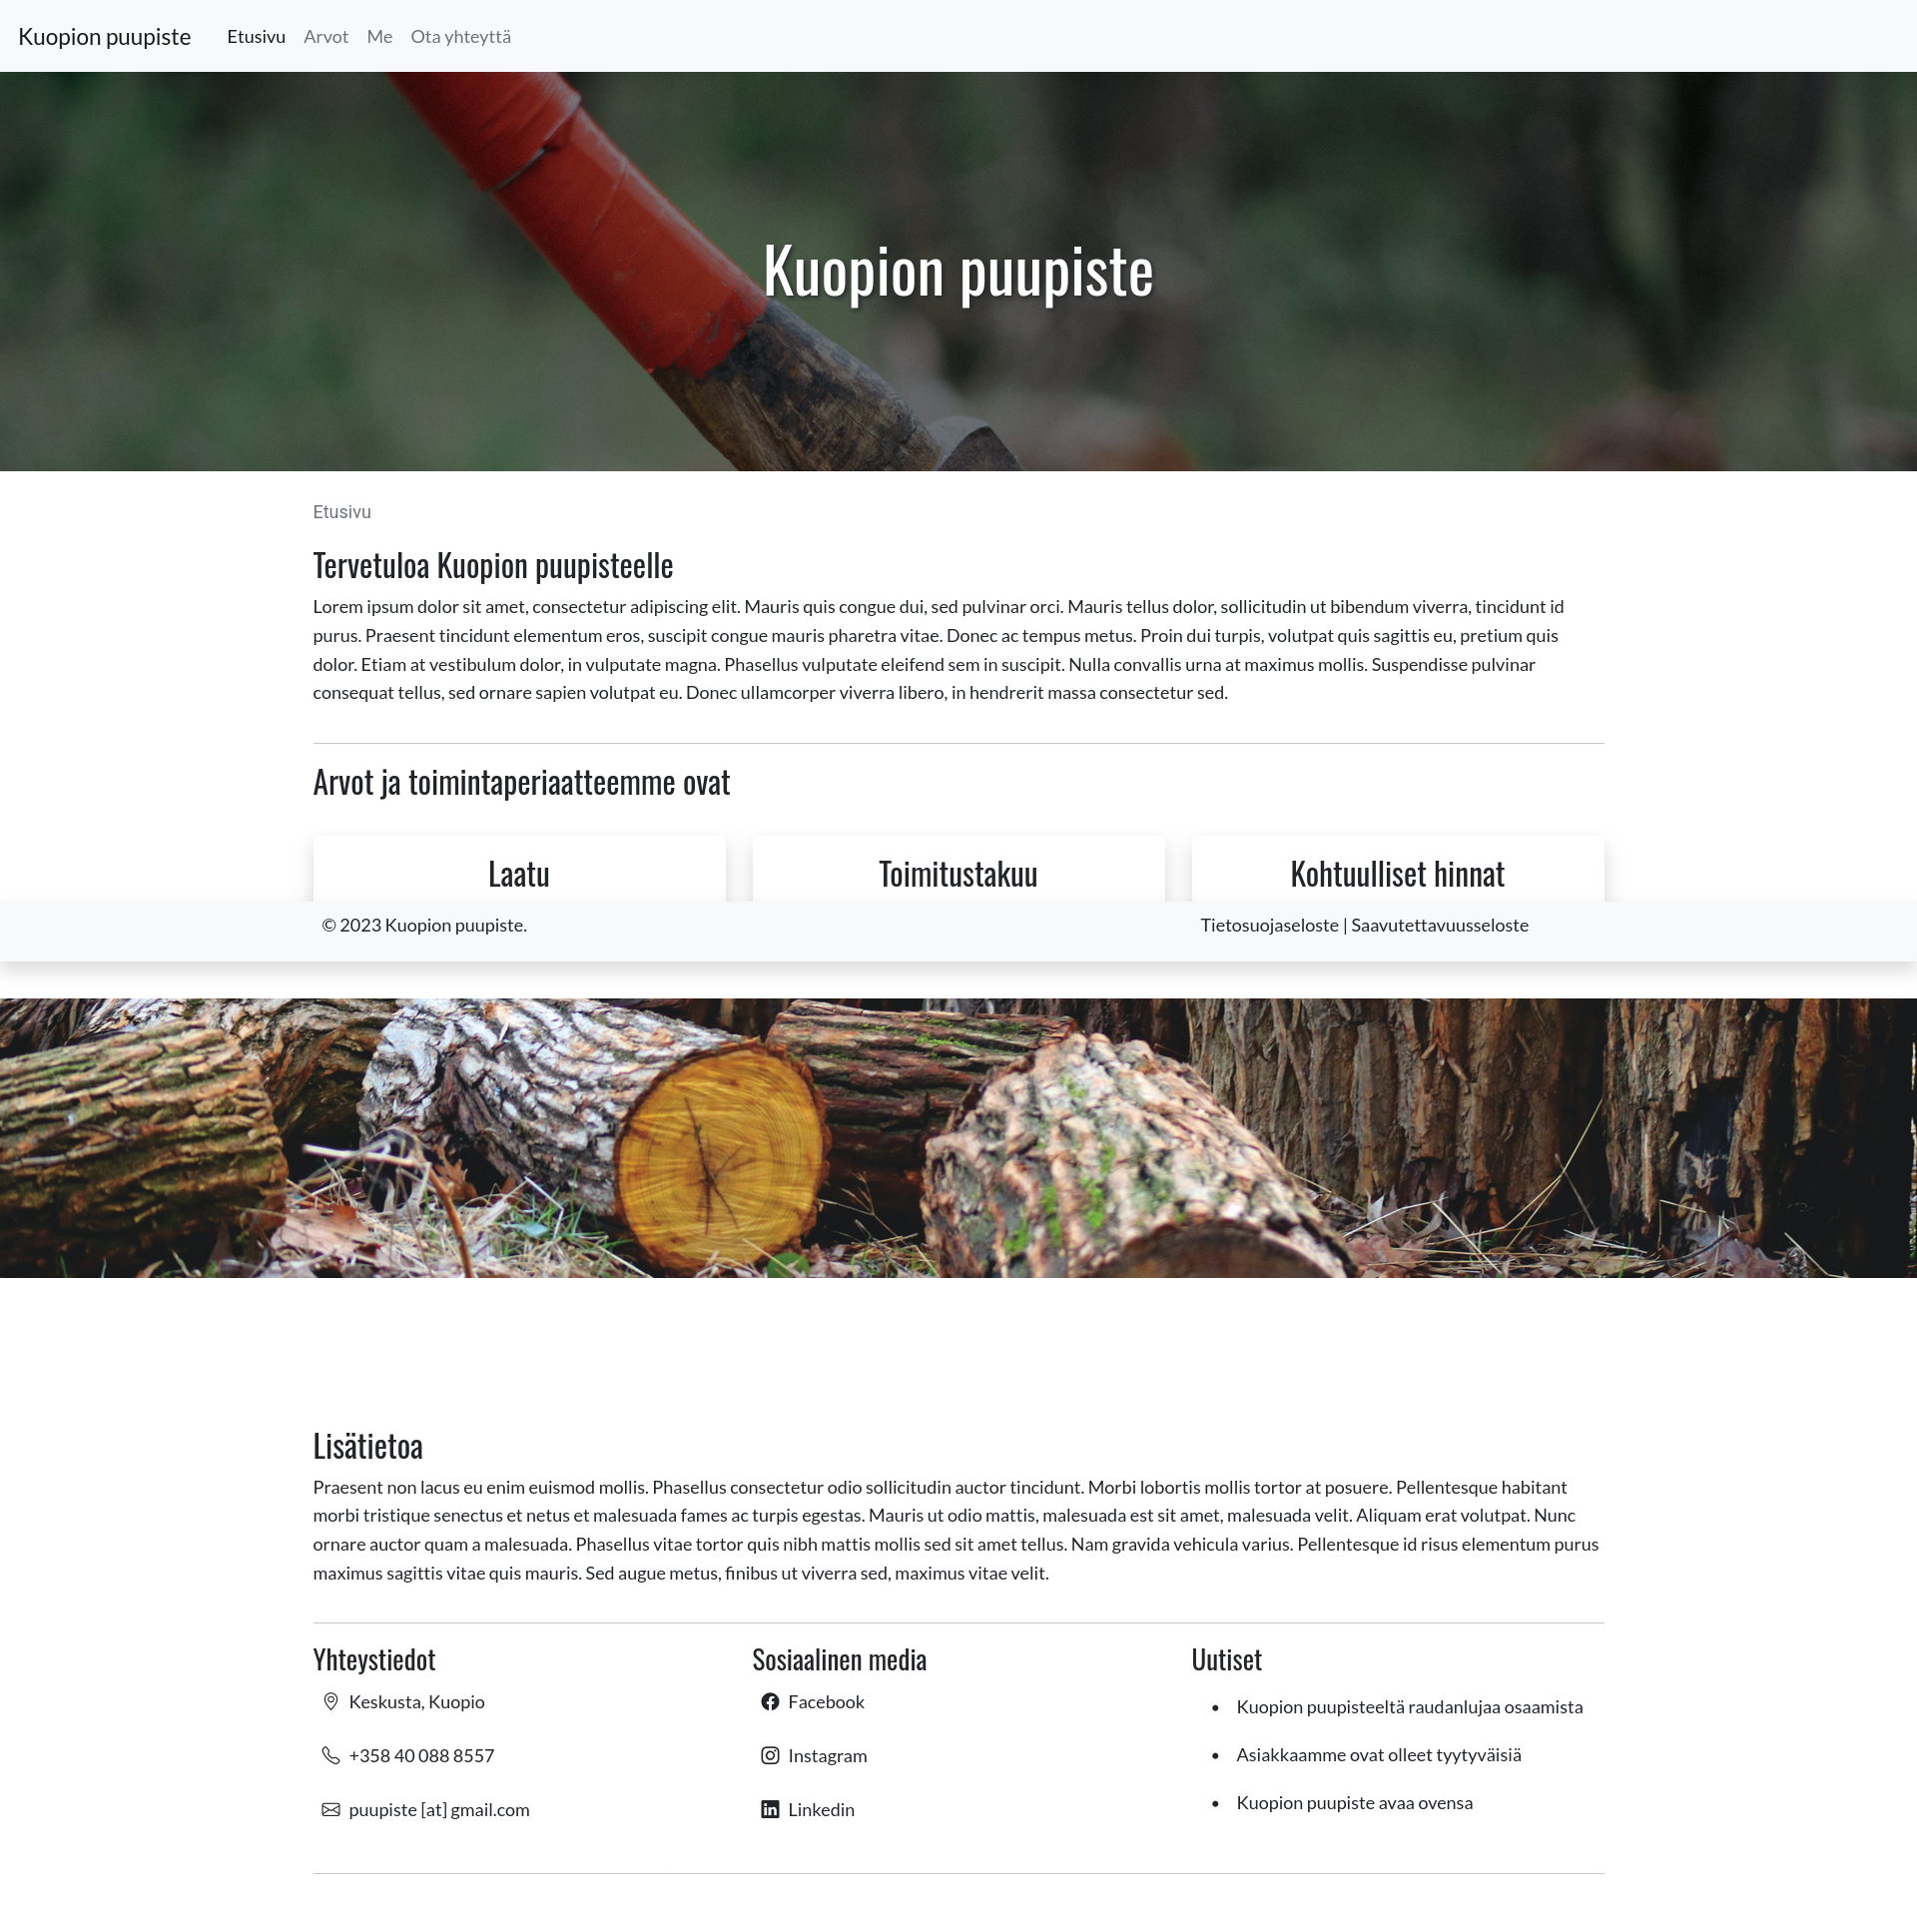 Kuopion puupiste Etusivu Arvot Me Ota yhteyttä
Kuopion puupiste
Etusivu
Tervetuloa Kuopion puupisteelle
Lorem ipsum dolor sit amet, consectetur adipiscing elit. Mauris quis congue dui, sed pulvinar orci. Mauris tellus dolor, sollicitudin ut bibendum viverra, tincidunt id
purus. Praesent tincidunt elementum eros, suscipit congue mauris pharetra vitae. Donec ac tempus metus. Proin dui turpis, volutpat quis sagittis eu, pretium quis
dolor. Etiam at vestibulum dolor, in vulputate magna. Phasellus vulputate eleifend sem in suscipit. Nulla convallis urna at maximus mollis. Suspendisse pulvinar
consequat tellus, sed ornare sapien volutpat eu. Donec ullamcorper viverra libero, in hendrerit massa consectetur sed.
Arvot ja toimintaperiaatteemme ovat
Laatu
Toimitustakuu
Kohtuulliset hinnat
© 2023 Kuopion puupiste.
Tietosuojaseloste | Saavutettavuusseloste
Lisätietoa
Praesent non lacus eu enim euismod mollis. Phasellus consectetur odio sollicitudin auctor tincidunt. Morbi lobortis mollis tortor at posuere. Pellentesque habitant
morbi tristique senectus et netus et malesuada fames ac turpis egestas. Mauris ut odio mattis, malesuada est sit amet, malesuada velit. Aliquam erat volutpat. Nunc
ornare auctor quam a malesuada. Phasellus vitae tortor quis nibh mattis mollis sed sit amet tellus. Nam gravida vehicula varius. Pellentesque id risus elementum purus
maximus sagittis vitae quis mauris. Sed augue metus, finibus ut viverra sed, maximus vitae velit.
Yhteystiedot
Keskusta, Kuopio
+358 40 088 8557
puupiste [at] gmail.com
Sosiaalinen media
Facebook
Instagram
Linkedin
Uutiset
• Kuopion puupisteeltä raudanlujaa osaamista
• Asiakkaamme ovat olleet tyytyväisiä
• Kuopion puupiste avaa ovensa